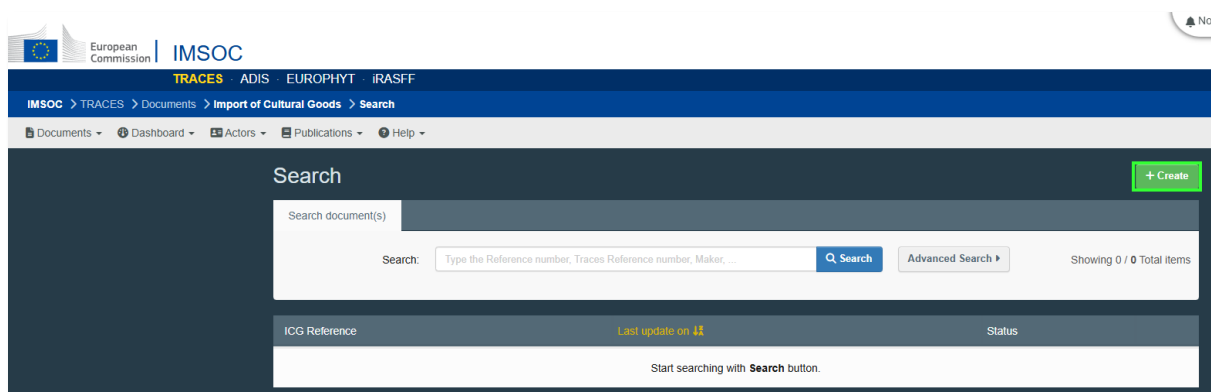 No
European
Commission
IMSOC
TRACES · ADIS · EUROPHYT · iRASFF
IMSOC > TRACES > Documents > Import of Cultural Goods > Search
Documents Dashboard Actors Publications Help
Search
+ Create
Search document(s)
Search: Type the Reference number, Traces Reference number, Maker, ... Search Advanced Search Showing 0 / 0 Total items
ICG Reference Last update on Status
Start searching with Search button.